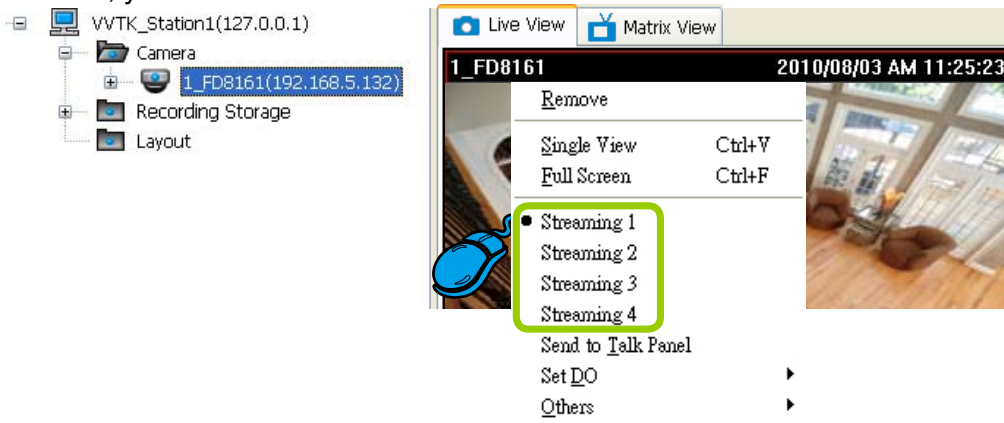 VVTK_Station1(127.0.0.1)
Camera
1_FD8161(192.168.5.132)
Recording Storage
Layout
Live View
Matrix View
1_FD8161 2010/08/03 AM 11:25:23
Remove
Single View Ctrl+V
Full Screen Ctrl+F
Streaming 1
Streaming 2
Streaming 3
Streaming 4
Send to Talk Panel
Set DO
Others